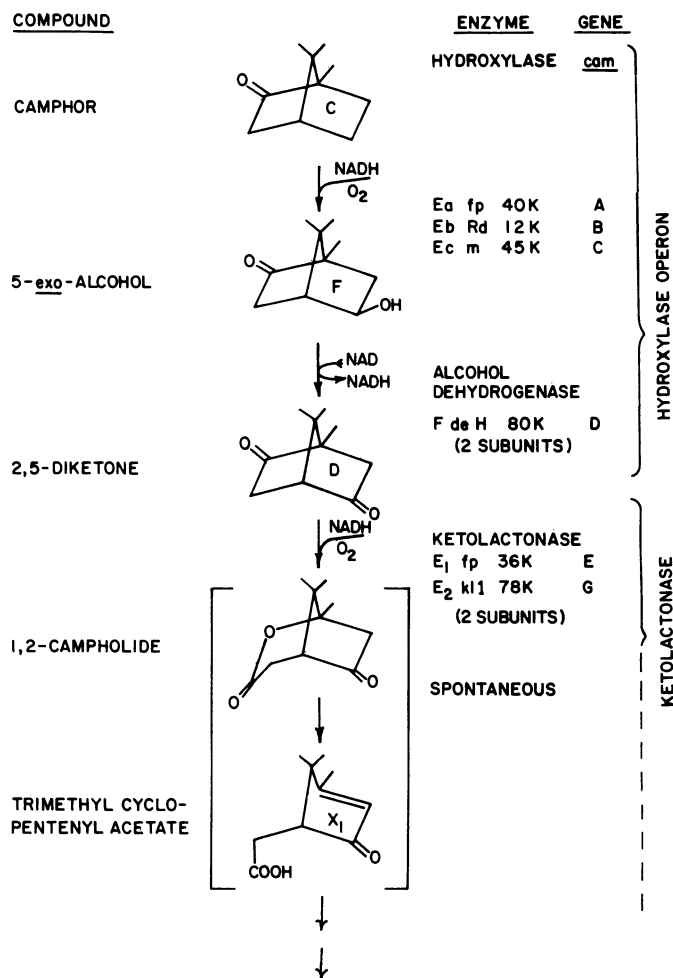 COMPOUND ENZYME GENE
HYDROXYLASE cam
O
CAMPHOR C
NADH
O2
Ea fp 40K A
Eb Rd 12K B
Ec m 45K C
O
5-exo-ALCOHOL F
OH
HYDROXYLASE OPERON
NAD
NADH
ALCOHOL
DEHYDROGENASE
F de H 80K D
(2 SUBUNITS)
O
2,5-DIKETONE D
O
NADH
O2
KETOLACTONASE
E1 fp 36K E
E2 kl1 78K G
(2 SUBUNITS)
KETOLACTONASE
O
1,2-CAMPHOLIDE
O
O
SPONTANEOUS
TRIMETHYL CYCLO-
PENTENYL ACETATE
X1
O
COOH